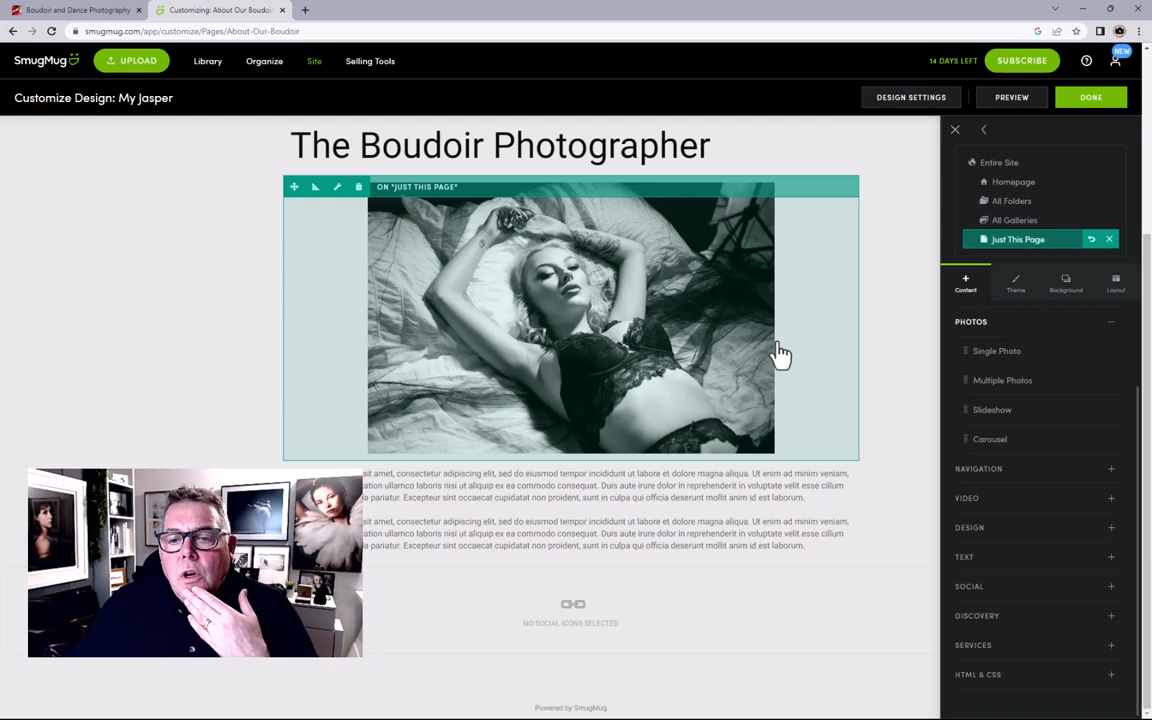 Boudoir and Dance Photography
Customizing: About Our Boudoi
smugmug.com/app/customize/Pages/About-Our-Boudoir
NEW
SmugMug
UPLOAD
Library
Organize
Site
Selling Tools
14 DAYS LEFT
SUBSCRIBE
Customize Design: My Jasper
DESIGN SETTINGS
PREVIEW
DONE
The Boudoir Photographer
ON "JUST THIS PAGE"
sit amet, consectetur adipiscing elit, sed do eiusmod tempor incididunt ut labore et dolore magna aliqua. Ut enim ad minim veniam,
ullamco laboris nisi ut aliquip ex ea commodo consequat. Duis aute irure dolor in reprehenderit in voluptate velit esse cillum
pariatur. Excepteur sint occaecat cupidatat non proident, sunt in culpa qui officia deserunt mollit anim id est laborum.
sit amet, consectetur adipiscing elit, sed do eiusmod tempor incididunt ut labore et dolore magna aliqua. Ut enim ad minim veniam,
ullamco laboris nisi ut aliquip ex ea commodo consequat. Duis aute irure dolor in reprehenderit in voluptate velit esse cillum
pariatur. Excepteur sint occaecat cupidatat non proident, sunt in culpa qui officia deserunt mollit anim id est laborum.
NO SOCIAL ICONS SELECTED
Powered by SmugMug
Entire Site
Homepage
All Folders
All Galleries
Just This Page
Content
Theme
Background
Layout
PHOTOS
Single Photo
Multiple Photos
Slideshow
Carousel
NAVIGATION
VIDEO
DESIGN
TEXT
SOCIAL
DISCOVERY
SERVICES
HTML & CSS